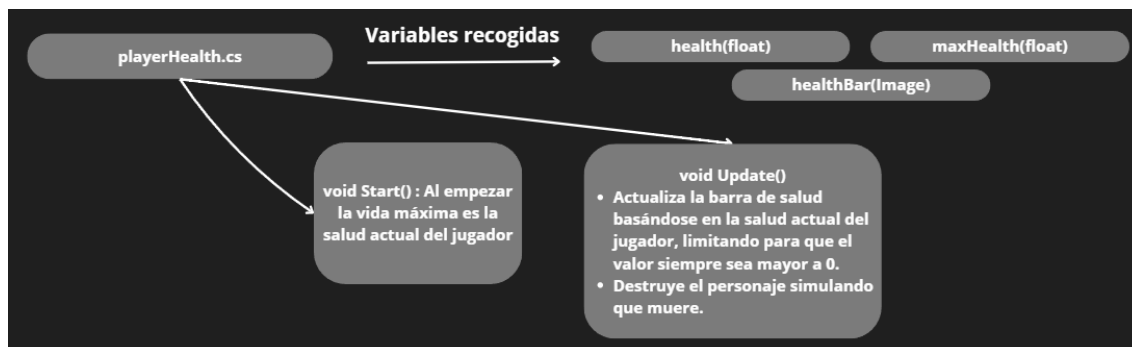 Variables recogidas
playerHealth.cs
health(float)
maxHealth(float)
healthBar(Image)
void Start() : Al empezar
la vida máxima es la
salud actual del jugador
void Update()
• Actualiza la barra de salud
basándose en la salud actual del
jugador, limitando para que el
valor siempre sea mayor a 0.
• Destruye el personaje simulando
que muere.